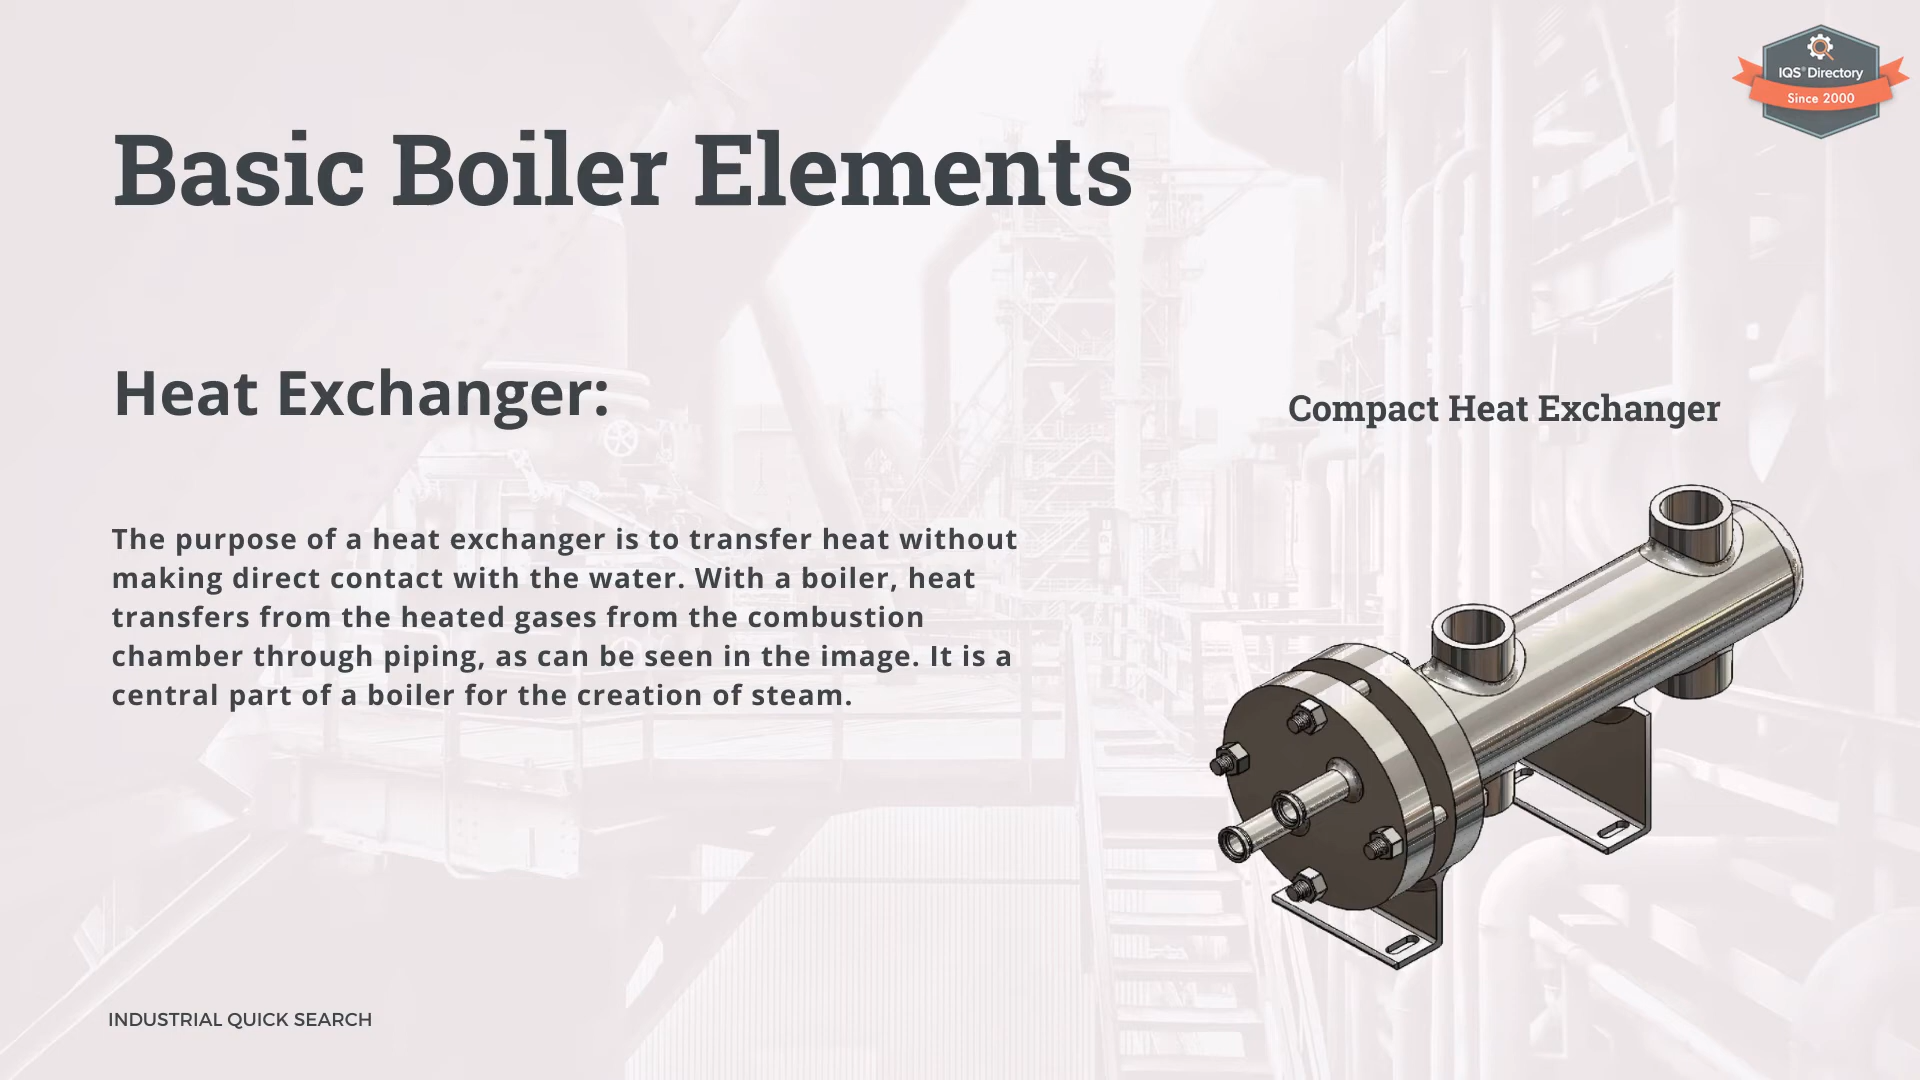 IQS® Directory
Since 2000
Basic Boiler Elements
Heat Exchanger:
Compact Heat Exchanger
The purpose of a heat exchanger is to transfer heat without
making direct contact with the water. With a boiler, heat
transfers from the heated gases from the combustion
chamber through piping, as can be seen in the image. It is a
central part of a boiler for the creation of steam.
INDUSTRIAL QUICK SEARCH